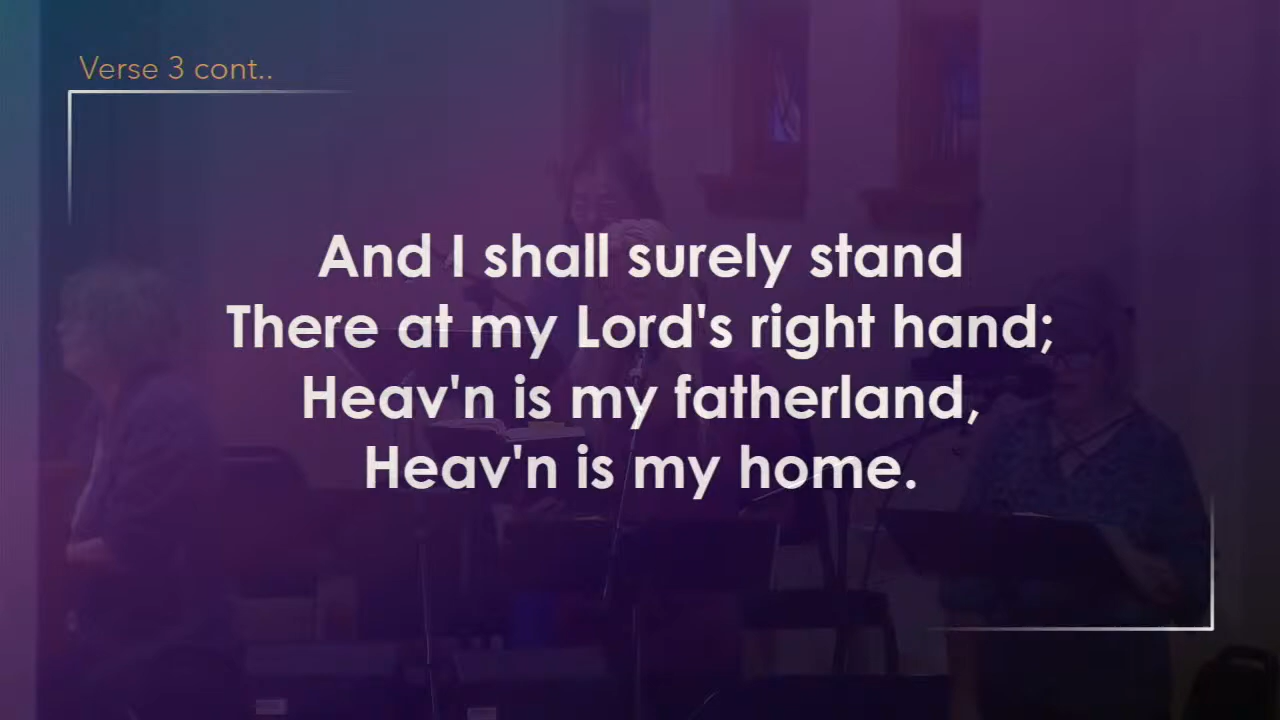 Verse 3 cont..
And I shall surely stand
There at my Lord's right hand;
Heav'n is my fatherland,
Heav'n is my home.